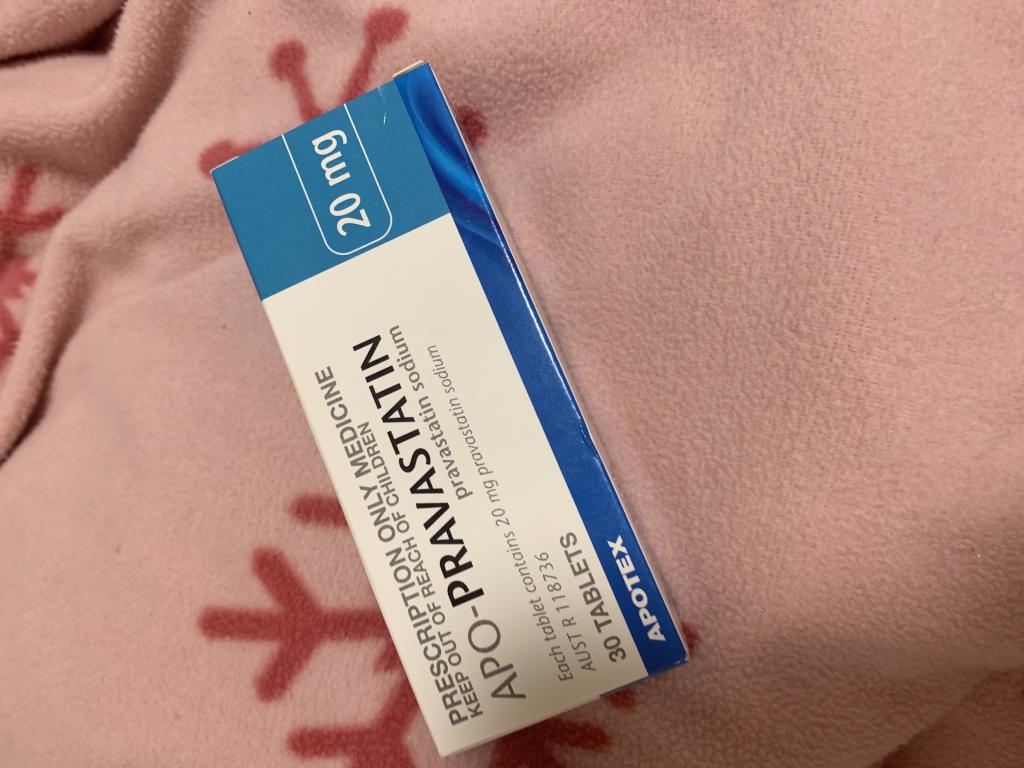 PRESCRIPTION ONLY MEDICINE
KEEP OUT OF REACH OF CHILDREN
APO-PRAVASTATIN
pravastatin sodium
Each tablet contains 20 mg pravastatin sodium
AUST R 118736
30 TABLETS
APOTEX
20 mg